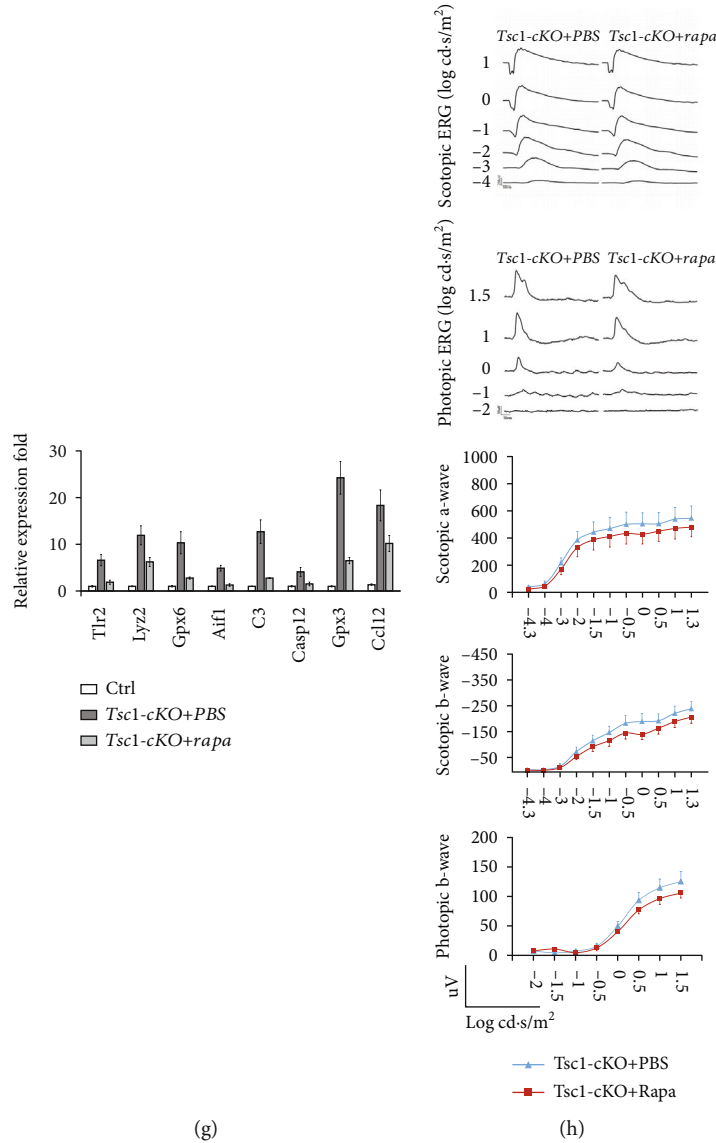 Relative expression fold
30
20
10
5
0
Tlr2
Lyz2
Gpx6
Aif1
C3
Casp12
Gpx3
Ccl12
Ctrl
Tsc1-cKO+PBS
Tsc1-cKO+rapa
(g)
Scotopic ERG (log cd·s/m²)
Tsc1-cKO+PBS Tsc1-cKO+rapa
1
0
−1
−2
−3
−4
Photopic ERG (log cd·s/m²)
Tsc1-cKO+PBS Tsc1-cKO+rapa
1.5
1
0
−1
−2
Scotopic a-wave
1000
800
600
400
200
0
−4.3
−4
−3
−2
−1.5
−1
−0.5
0
0.5
1
1.3
Scotopic b-wave
−450
−350
−250
−150
−50
−4.3
−4
−3
−2
−1.5
−1
−0.5
0
0.5
1
1.3
Photopic b-wave
200
150
100
50
0
−2
−1.5
−1
−0.5
0
0.5
1
1.5
uV
Log cd·s/m²
Tsc1-cKO+PBS
Tsc1-cKO+Rapa
(h)